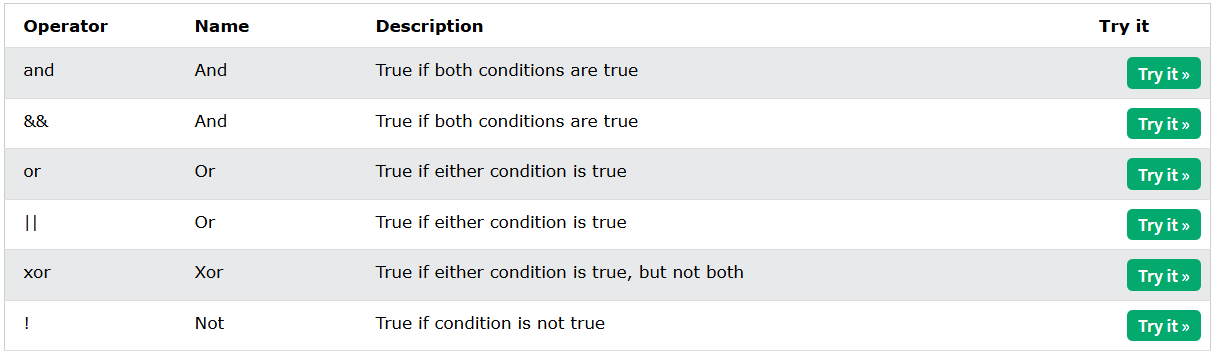 Operator Name Description Try it
and And True if both conditions are true Try it »
&& And True if both conditions are true Try it »
or Or True if either condition is true Try it »
|| Or True if either condition is true Try it »
xor Xor True if either condition is true, but not both Try it »
! Not True if condition is not true Try it »